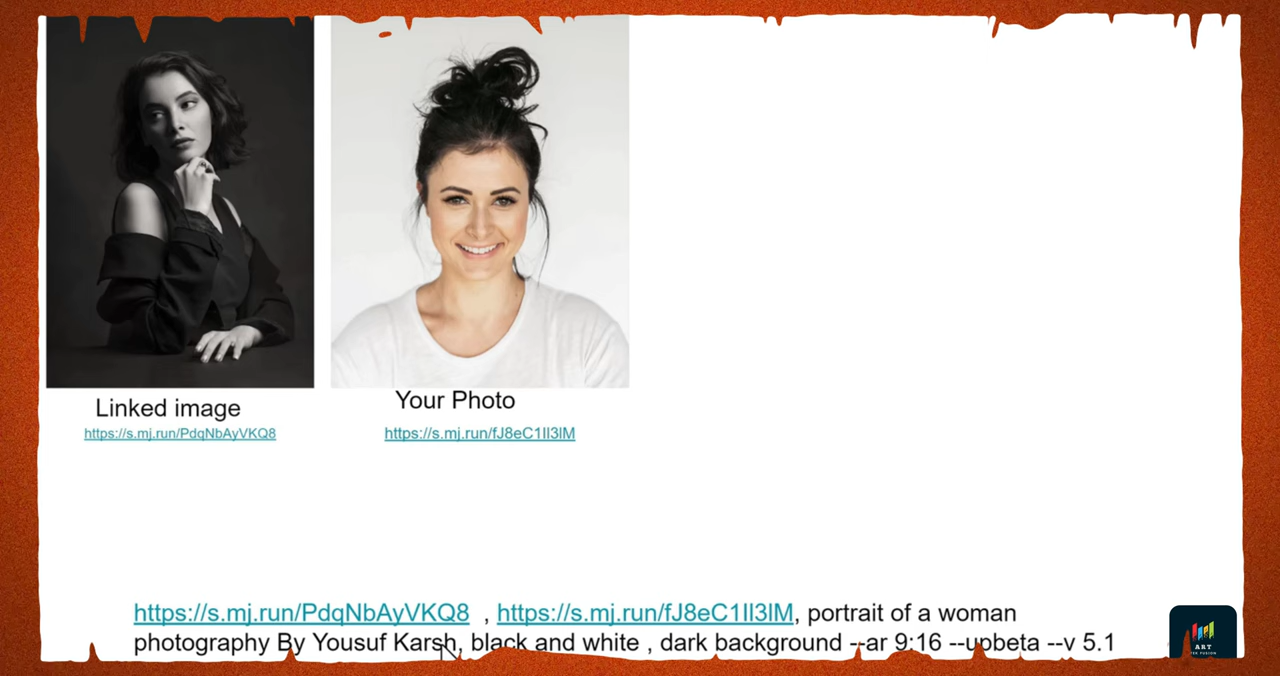 Linked image
Your Photo
https://s.mj.run/PdqNbAyVKQ8
https://s.mj.run/fJ8eC1Il3lM
https://s.mj.run/PdqNbAyVKQ8 , https://s.mj.run/fJ8eC1Il3lM, portrait of a woman
photography By Yousuf Karsh, black and white , dark background --ar 9:16 --upbeta --v 5.1
ART